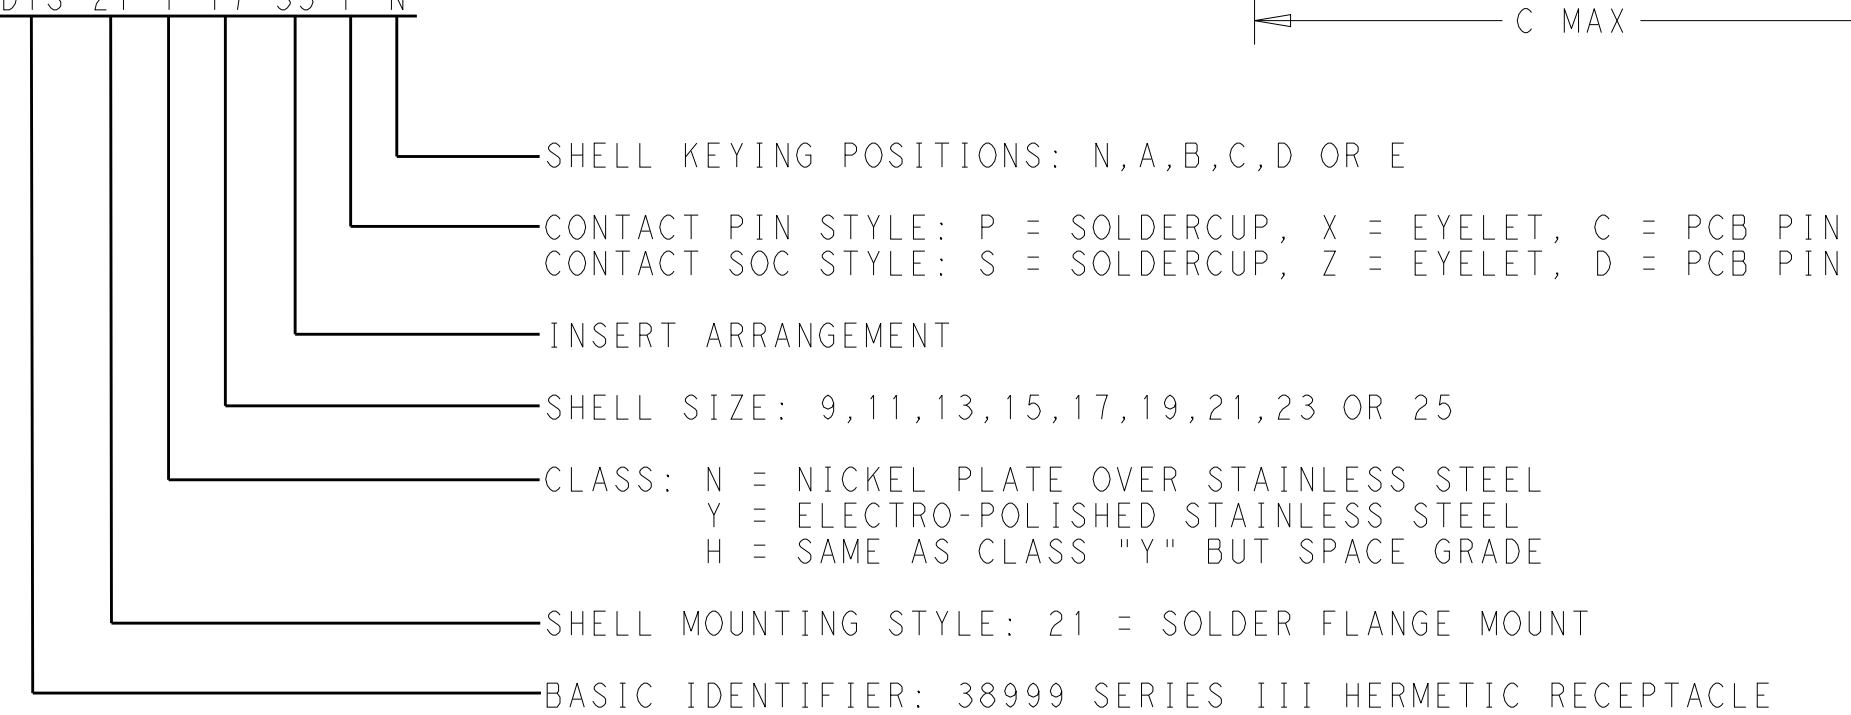 C MAX
SHELL KEYING POSITIONS: N,A,B,C,D OR E
CONTACT PIN STYLE: P = SOLDERCUP, X = EYELET, C = PCB PIN
CONTACT SOC STYLE: S = SOLDERCUP, Z = EYELET, D = PCB PIN
INSERT ARRANGEMENT
SHELL SIZE: 9,11,13,15,17,19,21,23 OR 25
CLASS: N = NICKEL PLATE OVER STAINLESS STEEL
Y = ELECTRO-POLISHED STAINLESS STEEL
H = SAME AS CLASS "Y" BUT SPACE GRADE
SHELL MOUNTING STYLE: 21 = SOLDER FLANGE MOUNT
BASIC IDENTIFIER: 38999 SERIES III HERMETIC RECEPTACLE